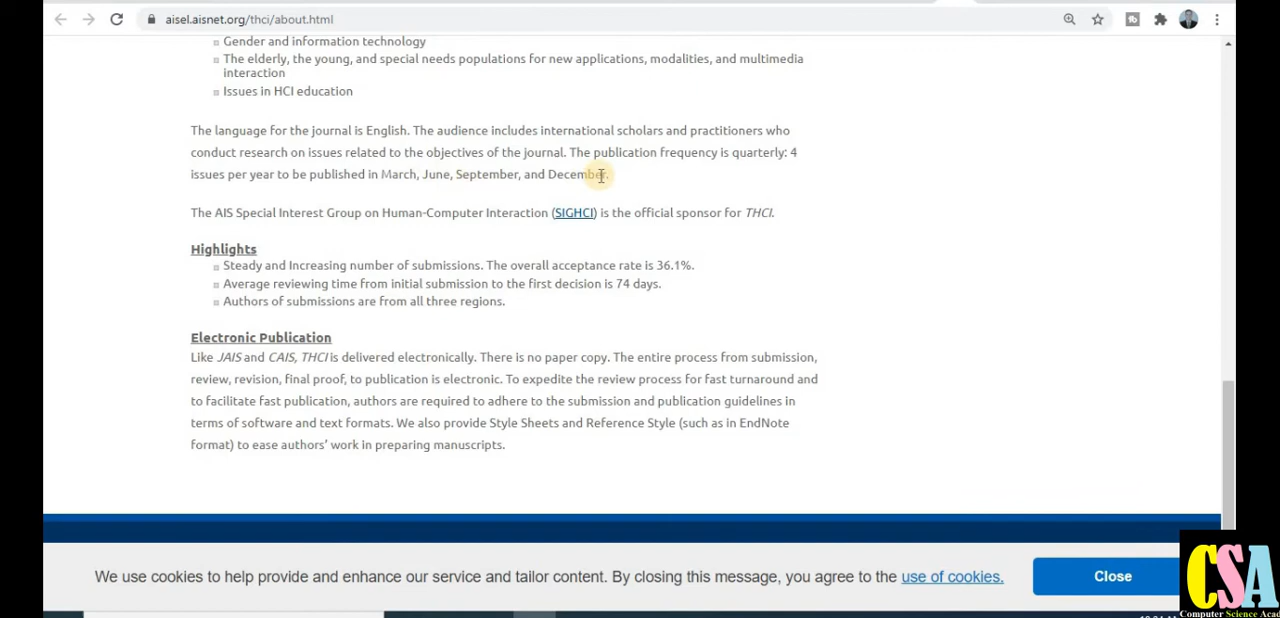 aisel.aisnet.org/thci/about.html
Gender and information technology
The elderly, the young, and special needs populations for new applications, modalities, and multimedia
interaction
Issues in HCI education
The language for the journal is English. The audience includes international scholars and practitioners who
conduct research on issues related to the objectives of the journal. The publication frequency is quarterly: 4
issues per year to be published in March, June, September, and December.
The AIS Special Interest Group on Human-Computer Interaction (SIGHCI) is the official sponsor for THCI.
Highlights
Steady and Increasing number of submissions. The overall acceptance rate is 36.1%.
Average reviewing time from initial submission to the first decision is 74 days.
Authors of submissions are from all three regions.
Electronic Publication
Like JAIS and CAIS, THCI is delivered electronically. There is no paper copy. The entire process from submission,
review, revision, final proof, to publication is electronic. To expedite the review process for fast turnaround and
to facilitate fast publication, authors are required to adhere to the submission and publication guidelines in
terms of software and text formats. We also provide Style Sheets and Reference Style (such as in EndNote
format) to ease authors' work in preparing manuscripts.
We use cookies to help provide and enhance our service and tailor content. By closing this message, you agree to the use of cookies.
Close
CSA
Computer Science Acad